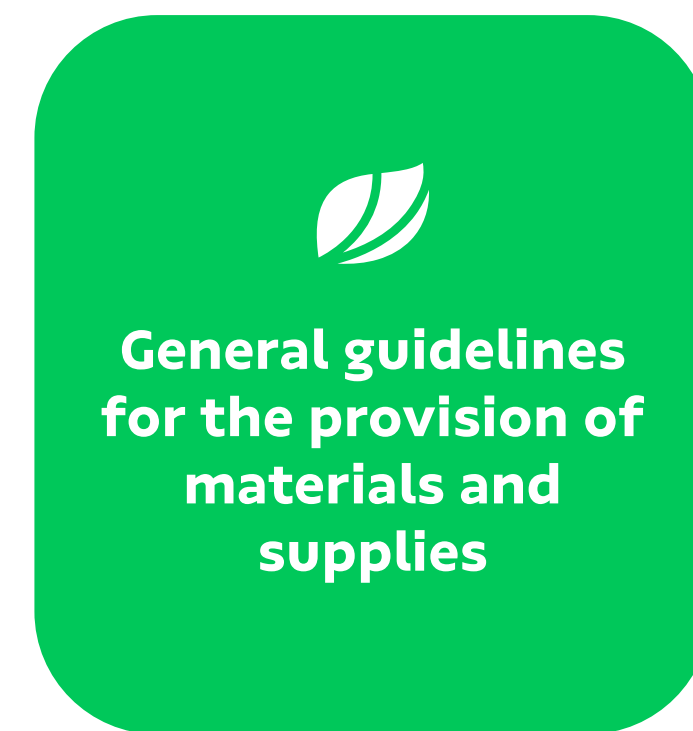 General guidelines
for the provision of
materials and
supplies